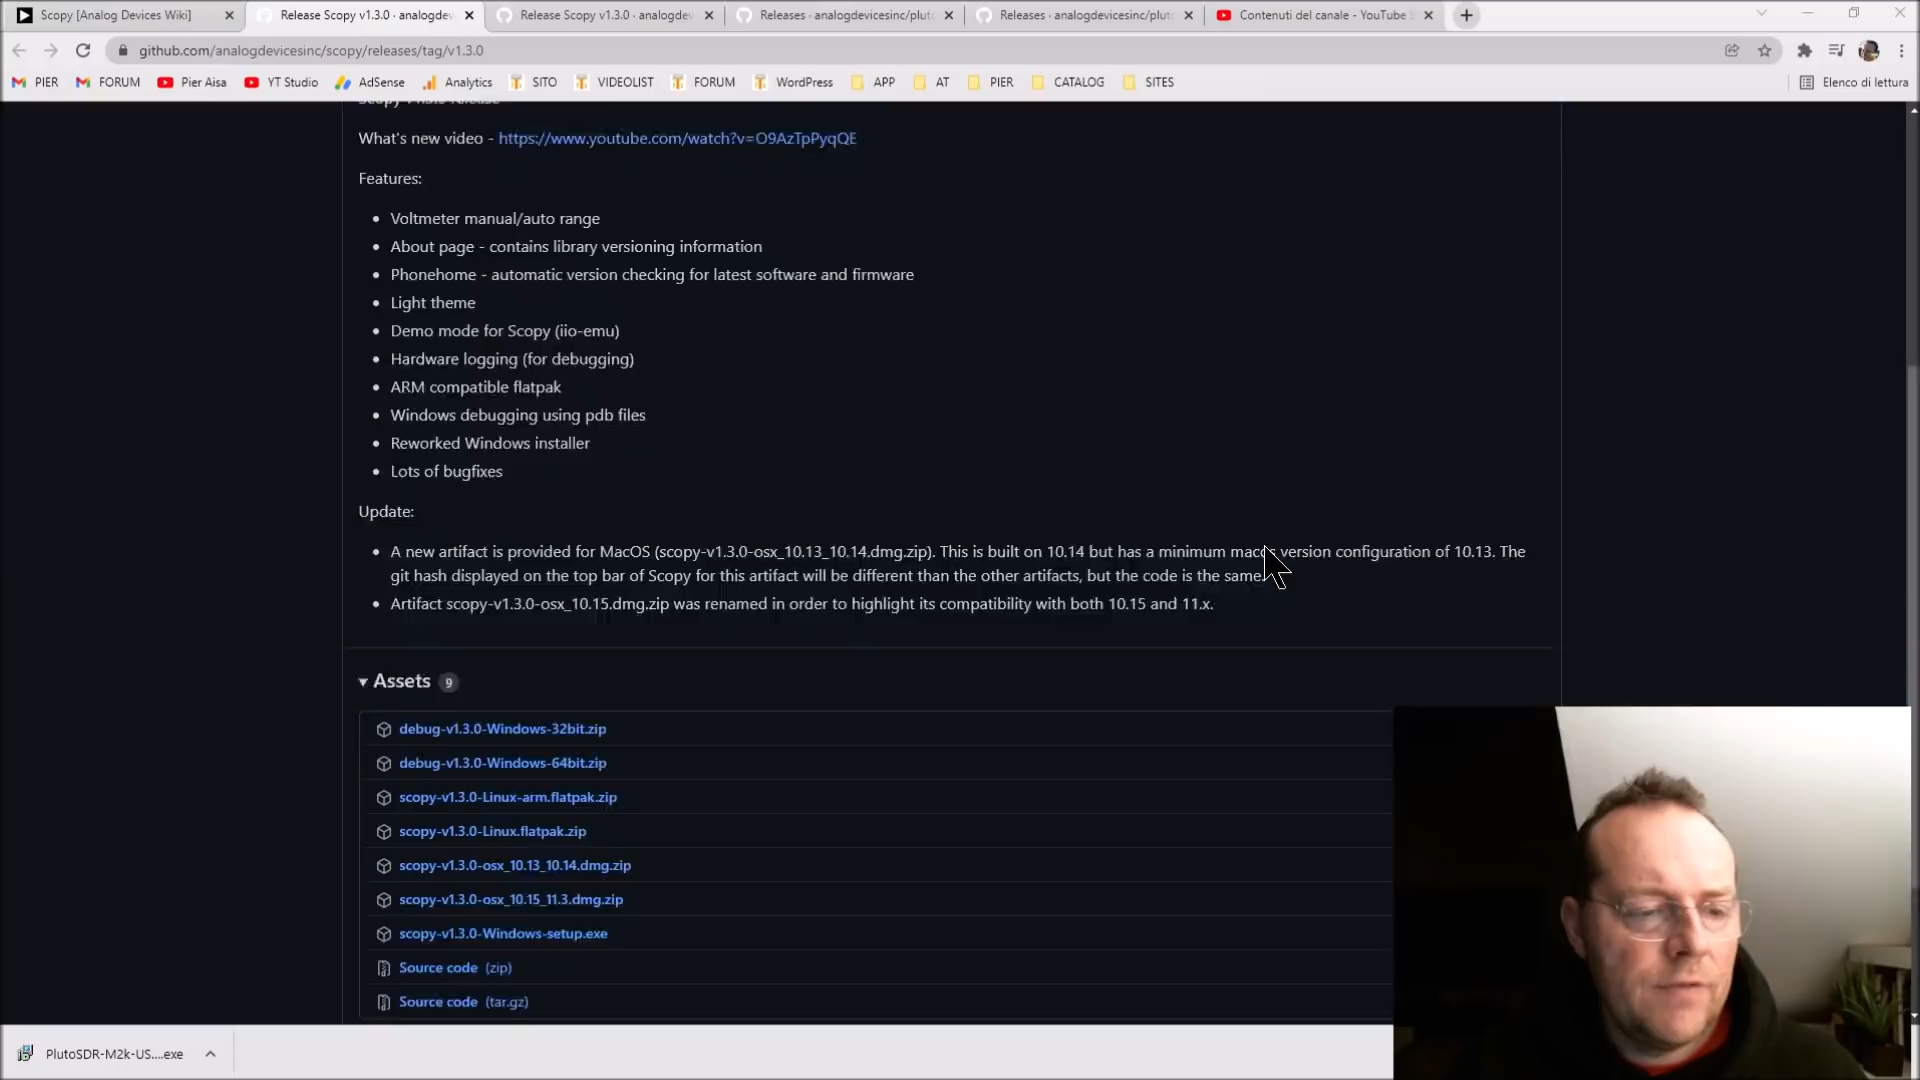 Scopy [Analog Devices Wiki]
Release Scopy v1.3.0 · analogdev
Release Scopy v1.3.0 · analogde
Releases · analogdevicesinc/plut
Releases · analogdevicesinc/plut
Contenuti del canale - YouTube
github.com/analogdevicesinc/scopy/releases/tag/v1.3.0
PIER
FORUM
Pier Aisa
YT Studio
AdSense
Analytics
SITO
VIDEOLIST
FORUM
WordPress
APP
AT
PIER
CATALOG
SITES
Elenco di lettura
What's new video - https://www.youtube.com/watch?v=O9AzTpPyqQE
Features:
Voltmeter manual/auto range
About page - contains library versioning information
Phonehome - automatic version checking for latest software and firmware
Light theme
Demo mode for Scopy (iio-emu)
Hardware logging (for debugging)
ARM compatible flatpak
Windows debugging using pdb files
Reworked Windows installer
Lots of bugfixes
Update:
A new artifact is provided for MacOS (scopy-v1.3.0-osx_10.13_10.14.dmg.zip). This is built on 10.14 but has a minimum macos version configuration of 10.13. The
git hash displayed on the top bar of Scopy for this artifact will be different than the other artifacts, but the code is the same.
Artifact scopy-v1.3.0-osx_10.15.dmg.zip was renamed in order to highlight its compatibility with both 10.15 and 11.x.
Assets 9
debug-v1.3.0-Windows-32bit.zip
debug-v1.3.0-Windows-64bit.zip
scopy-v1.3.0-Linux-arm.flatpak.zip
scopy-v1.3.0-Linux.flatpak.zip
scopy-v1.3.0-osx_10.13_10.14.dmg.zip
scopy-v1.3.0-osx_10.15_11.3.dmg.zip
scopy-v1.3.0-Windows-setup.exe
Source code (zip)
Source code (tar.gz)
PlutoSDR-M2k-US....exe